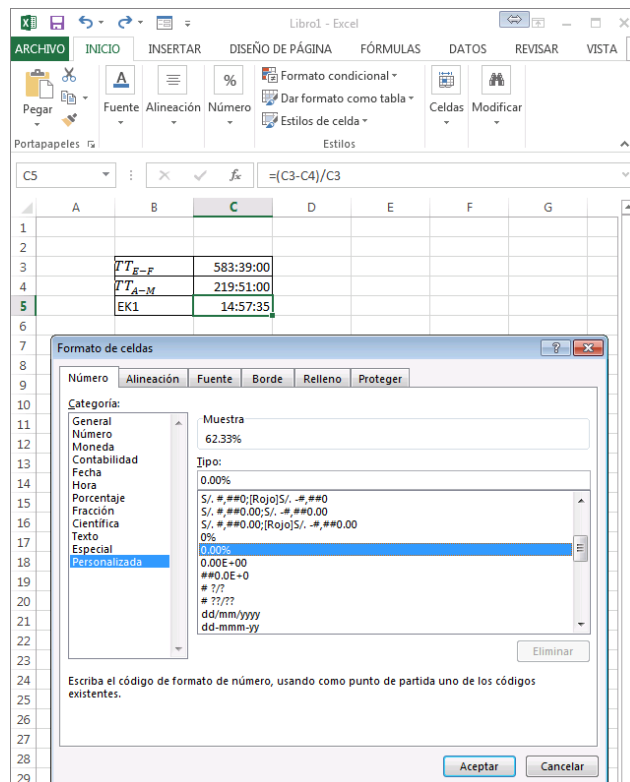 Libro1 - Excel
ARCHIVO INICIO INSERTAR DISEÑO DE PÁGINA FÓRMULAS DATOS REVISAR VISTA
Pegar
Fuente Alineación Número
%
Formato condicional
Dar formato como tabla
Estilos de celda
Celdas Modificar
Portapapeles
Estilos
C5 fx =(C3-C4)/C3
A B C D E F G
1
2
3 TT_{E-F} 583:39:00
4 TT_{A-M} 219:51:00
5 EK1 14:57:35
6
7
8
9
10
11
12
13
14
15
16
17
18
19
20
21
22
23
24
25
26
27
28
29
Formato de celdas
Número Alineación Fuente Borde Relleno Proteger
Categoría:
General
Número
Moneda
Contabilidad
Fecha
Hora
Porcentaje
Fracción
Científica
Texto
Especial
Personalizada
Muestra
62.33%
Tipo:
0.00%
S/. #,##0;[Rojo]S/. -#,##0
S/. #,##0.00;S/. -#,##0.00
S/. #,##0.00;[Rojo]S/. -#,##0.00
0%
0.00%
0.00E+00
##0.0E+0
# ?/?
# ??/??
dd/mm/yyyy
dd-mmm-yy
Eliminar
Escriba el código de formato de número, usando como punto de partida uno de los códigos
existentes.
Aceptar Cancelar